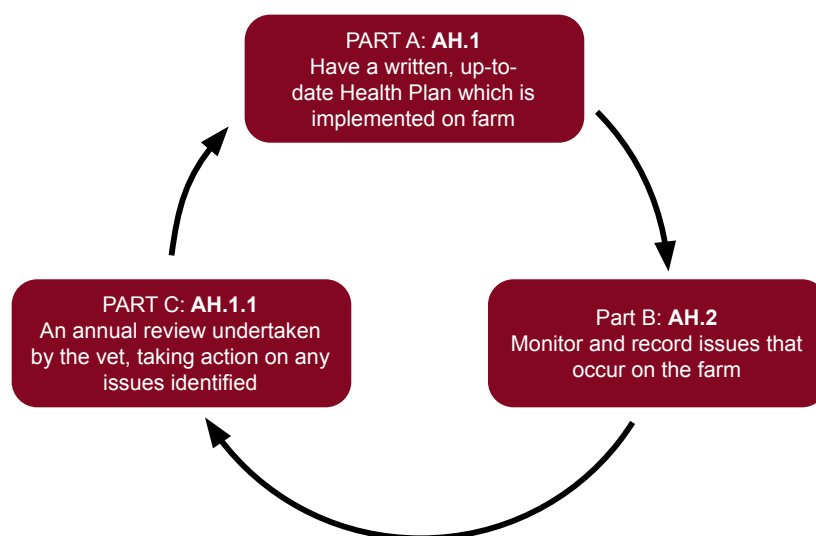 PART A: AH.1
Have a written, up-to-
date Health Plan which is
implemented on farm
PART C: AH.1.1
An annual review undertaken
by the vet, taking action on any
issues identified
Part B: AH.2
Monitor and record issues that
occur on the farm